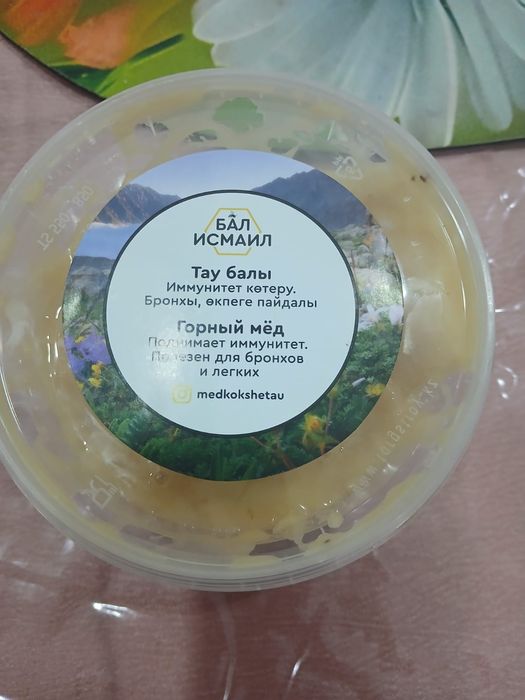 БАЛ
ИСМАИЛ
Тау балы
Иммунитет көтеру.
Бронхы, өкпеге пайдалы
Горный мёд
Поднимает иммунитет.
Полезен для бронхов
и легких
medkokshetau